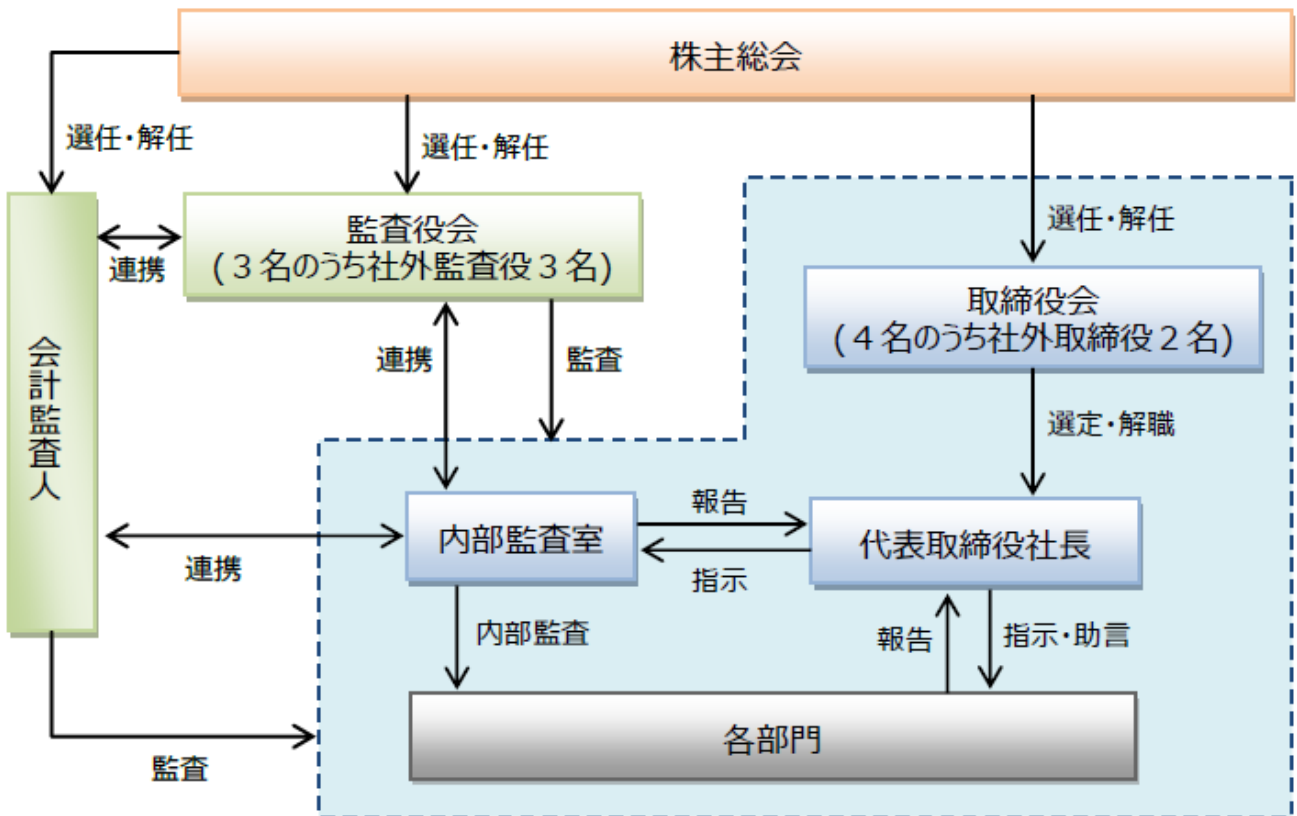 株主総会
選任・解任
選任・解任
選任・解任
監査役会
(３名のうち社外監査役３名)
連携
取締役会
(４名のうち社外取締役２名)
会計監査人
連携
監査
選定・解職
内部監査室
報告
指示
代表取締役社長
連携
内部監査
報告
指示・助言
各部門
監査